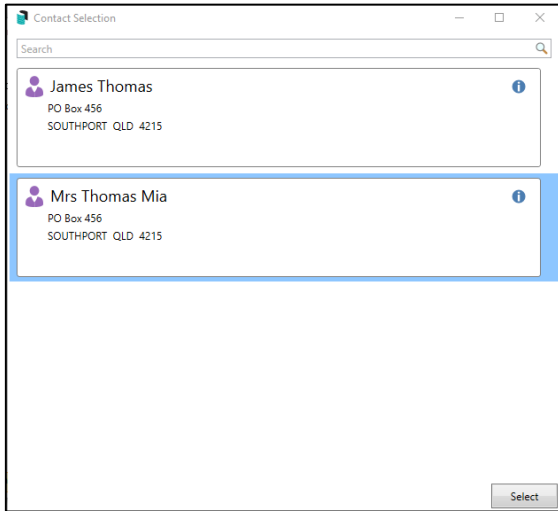 Contact Selection
Search
James Thomas
PO Box 456
SOUTHPORT QLD 4215
Mrs Thomas Mia
PO Box 456
SOUTHPORT QLD 4215
Select